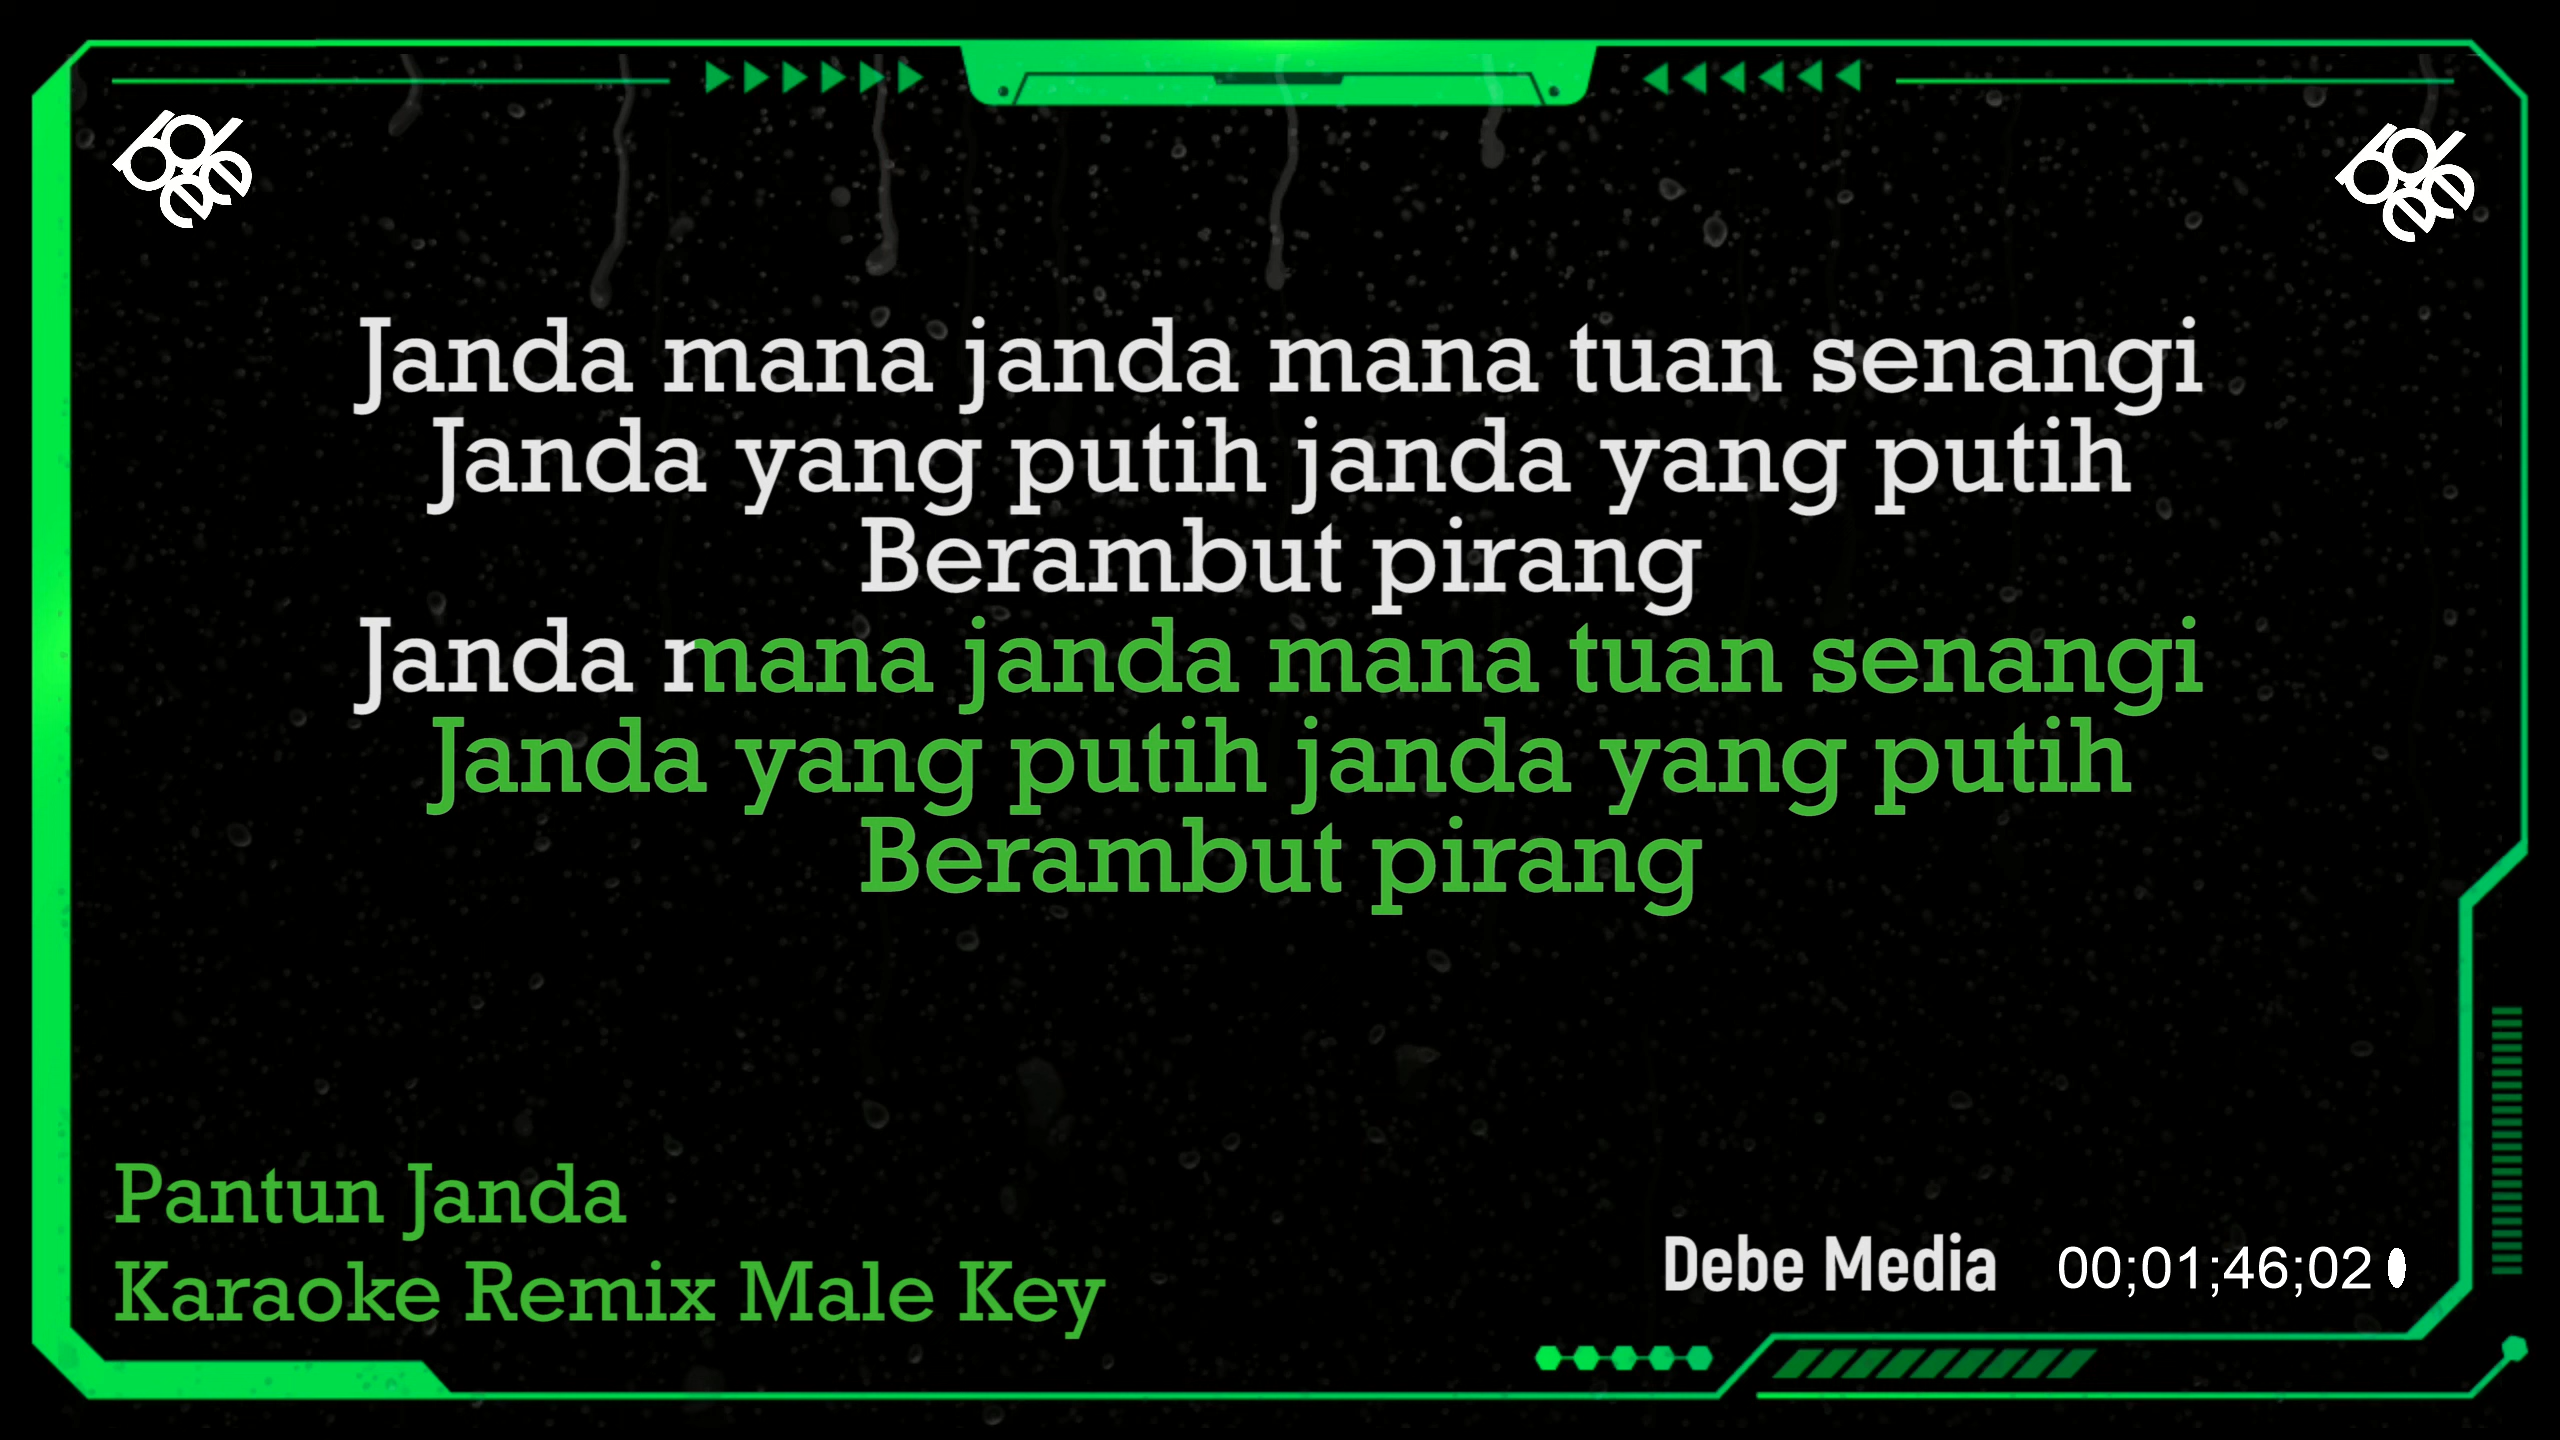 Janda mana janda mana tuan senangi
Janda yang putih janda yang putih
Berambut pirang
Janda mana janda mana tuan senangi
Janda yang putih janda yang putih
Berambut pirang
Pantun Janda
Karaoke Remix Male Key
Debe Media 00;01;46;02